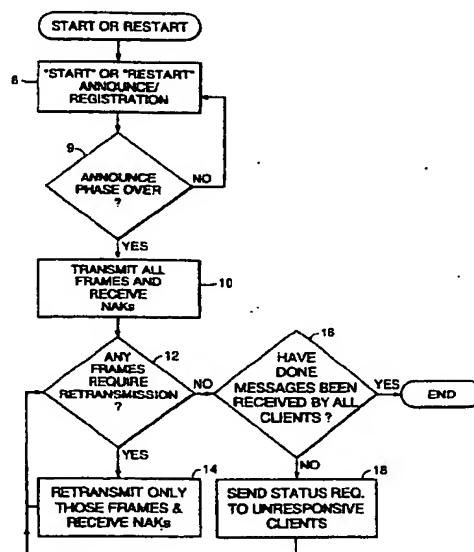 START OR RESTART
8
"START" OR "RESTART"
ANNOUNCE/
REGISTRATION
9
ANNOUNCE
PHASE OVER
?
NO
YES
TRANSMIT ALL
FRAMES AND
RECEIVE
NAKs
10
12
ANY
FRAMES
REQUIRE
RETRANSMISSION
?
NO
YES
16
HAVE
DONE
MESSAGES BEEN
RECEIVED BY ALL
CLIENTS ?
YES
END
NO
14
RETRANSMIT ONLY
THOSE FRAMES &
RECEIVE NAKs
18
SEND STATUS REQ.
TO UNRESPONSIVE
CLIENTS